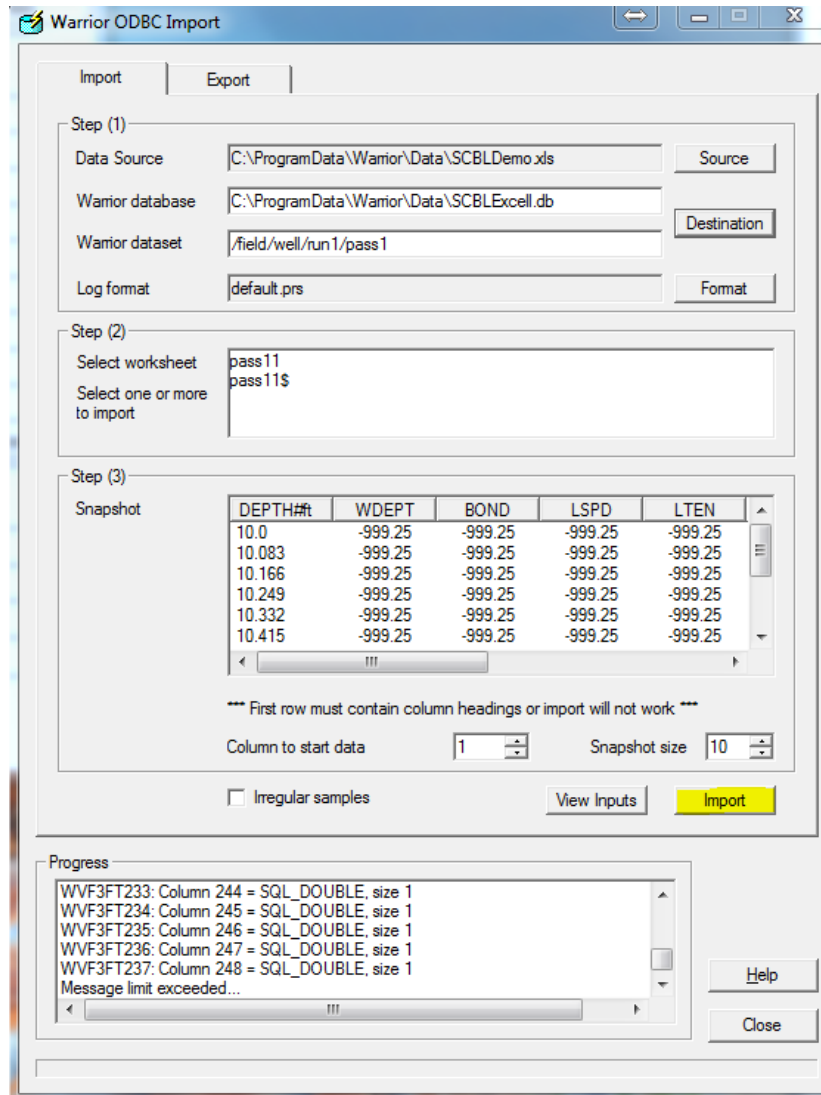 Warrior ODBC Import
Import Export
Step (1)
Data Source C:\ProgramData\Warrior\Data\SCBLDemo.xls Source
Warrior database C:\ProgramData\Warrior\Data\SCBLExcell.db
Destination
Warrior dataset /field/well/run1/pass1
Log format default.prs Format
Step (2)
Select worksheet pass11
pass11$
Select one or more
to import
Step (3)
Snapshot DEPTH#ft WDEPT BOND LSPD LTEN
10.0 -999.25 -999.25 -999.25 -999.25
10.083 -999.25 -999.25 -999.25 -999.25
10.166 -999.25 -999.25 -999.25 -999.25
10.249 -999.25 -999.25 -999.25 -999.25
10.332 -999.25 -999.25 -999.25 -999.25
10.415 -999.25 -999.25 -999.25 -999.25
*** First row must contain column headings or import will not work ***
Column to start data 1 Snapshot size 10
Irregular samples View Inputs Import
Progress
WVF3FT233: Column 244 = SQL_DOUBLE, size 1
WVF3FT234: Column 245 = SQL_DOUBLE, size 1
WVF3FT235: Column 246 = SQL_DOUBLE, size 1
WVF3FT236: Column 247 = SQL_DOUBLE, size 1
WVF3FT237: Column 248 = SQL_DOUBLE, size 1
Message limit exceeded...
Help
Close